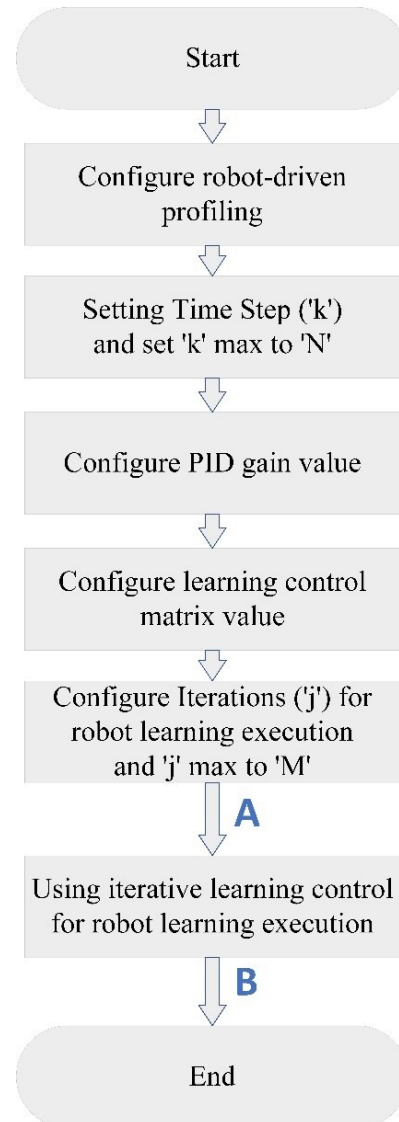 Start
Configure robot-driven
profiling
Setting Time Step ('k')
and set 'k' max to 'N'
Configure PID gain value
Configure learning control
matrix value
Configure Iterations ('j') for
robot learning execution
and 'j' max to 'M'
A
Using iterative learning control
for robot learning execution
B
End